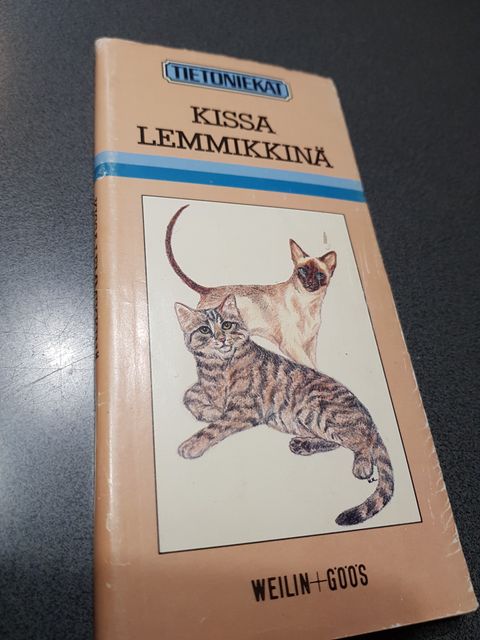 TIETONIEKAT
KISSA
LEMMIKKINÄ
WEILIN+GÖÖS